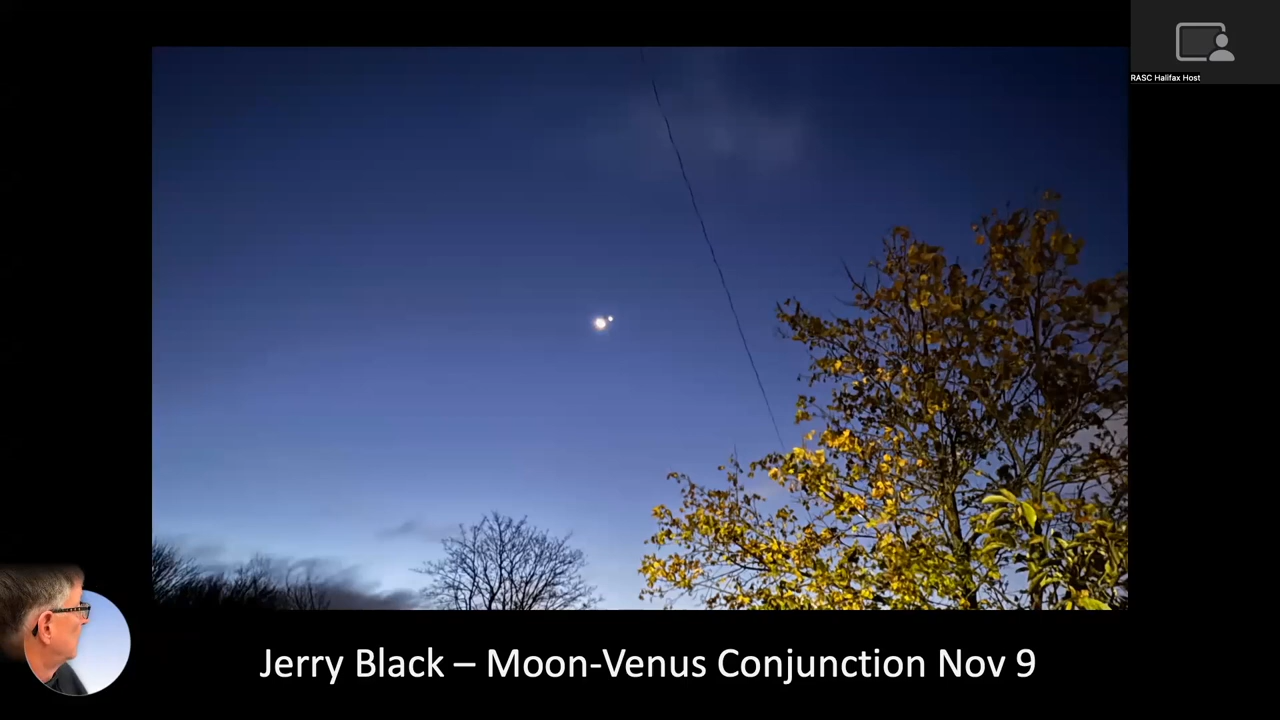 RASC Halifax Host
Jerry Black – Moon-Venus Conjunction Nov 9